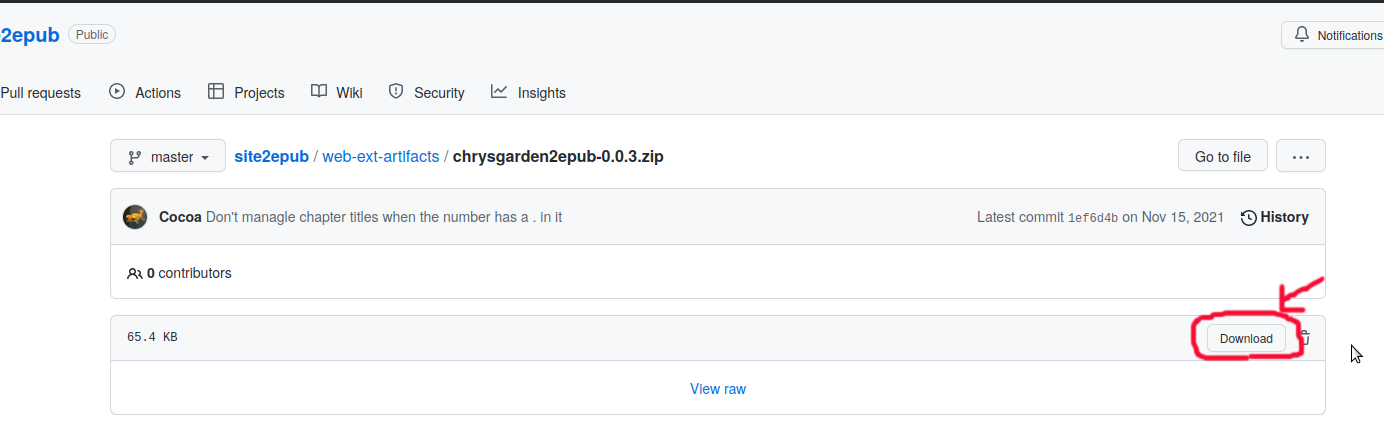 2epub Public
Notifications
Pull requests Actions Projects Wiki Security Insights
master site2epub / web-ext-artifacts / chrysgarden2epub-0.0.3.zip Go to file ...
Cocoa Don't managle chapter titles when the number has a . in it Latest commit 1ef6d4b on Nov 15, 2021 History
0 contributors
65.4 KB Download
View raw